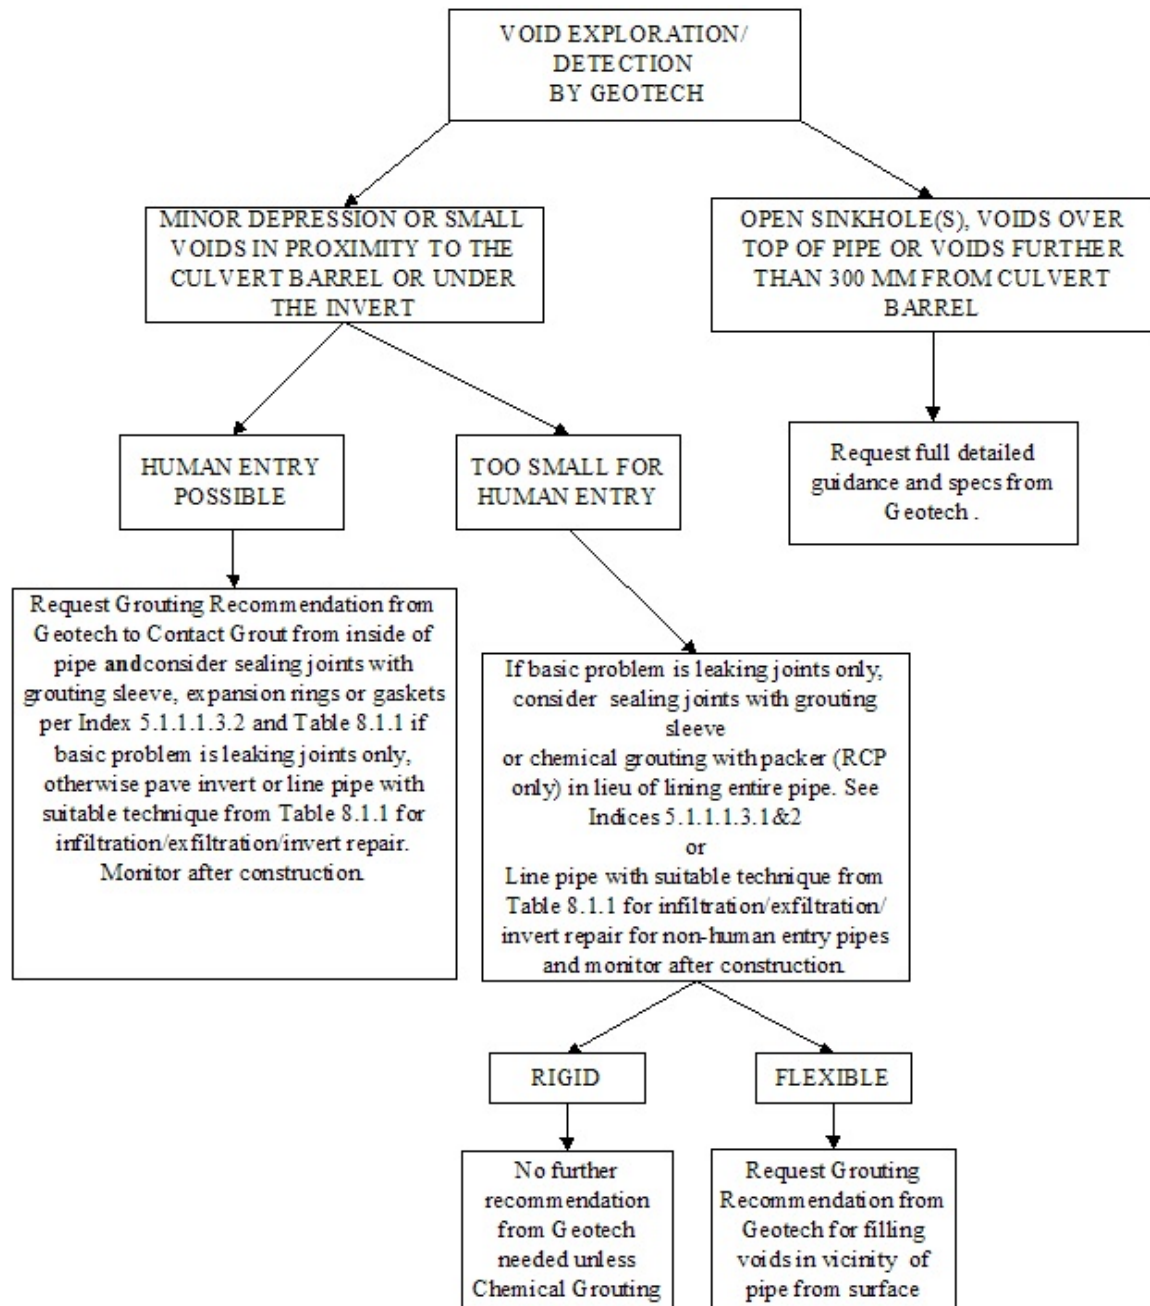 VOID EXPLORATION/
DETECTION
BY GEOTECH
MINOR DEPRESSION OR SMALL
VOIDS IN PROXIMITY TO THE
CULVERT BARREL OR UNDER
THE INVERT
OPEN SINKHOLE(S), VOIDS OVER
TOP OF PIPE OR VOIDS FURTHER
THAN 300 MM FROM CULVERT
BARREL
HUMAN ENTRY
POSSIBLE
TOO SMALL FOR
HUMAN ENTRY
Request full detailed
guidance and specs from
Geotech .
Request Grouting Recommendation from
Geotech to Contact Grout from inside of
pipe and consider sealing joints with
grouting sleeve, expansion rings or gaskets
per Index 5.1.1.1.3.2 and Table 8.1.1 if
basic problem is leaking joints only,
otherwise pave invert or line pipe with
suitable technique from Table 8.1.1 for
infiltration/exfiltration/invert repair.
Monitor after construction.
If basic problem is leaking joints only,
consider sealing joints with grouting
sleeve
or chemical grouting with packer (RCP
only) in lieu of lining entire pipe. See
Indices 5.1.1.1.3.1&2
or
Line pipe with suitable technique from
Table 8.1.1 for infiltration/exfiltration/
invert repair for non-human entry pipes
and monitor after construction.
RIGID
FLEXIBLE
No further
recommendation
from Geotech
needed unless
Chemical Grouting
Request Grouting
Recommendation from
Geotech for filling
voids in vicinity of
pipe from surface